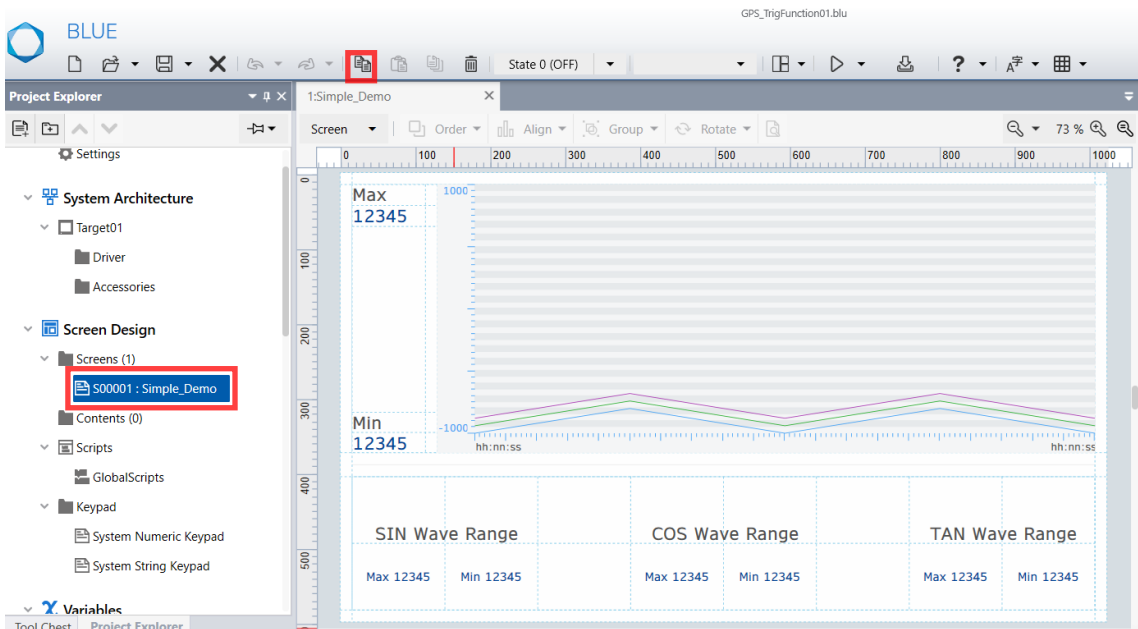 GPS_TrigFunction01.blu
BLUE
State 0 (OFF)
?
Project Explorer
1:Simple_Demo
Screen
Order
Align
Group
Rotate
73 %
Settings
System Architecture
Target01
Driver
Accessories
Screen Design
Screens (1)
S00001 : Simple_Demo
Contents (0)
Scripts
GlobalScripts
Keypad
System Numeric Keypad
System String Keypad
Variables
Tool Chest Project Explorer
0 100 200 300 400 500 600 700 800 900 1000
0
100
200
300
400
500
Max
12345
1000
Min
12345
-1000
hh:nn:ss hh:nn:ss
SIN Wave Range COS Wave Range TAN Wave Range
Max 12345 Min 12345 Max 12345 Min 12345 Max 12345 Min 12345